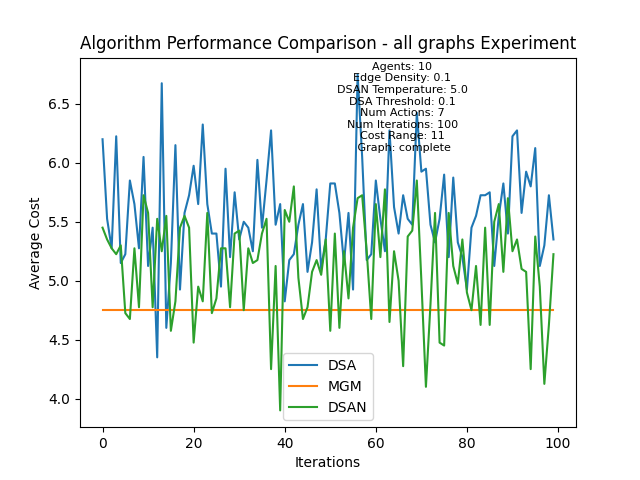 Algorithm Performance Comparison - all graphs Experiment
Agents: 10
Edge Density: 0.1
DSAN Temperature: 5.0
DSA Threshold: 0.1
Num Actions: 7
Num Iterations: 100
Cost Range: 11
Graph: complete
6.5
6.0
5.5
5.0
4.5
4.0
Average Cost
DSA
MGM
DSAN
0
20
40
60
80
100
Iterations